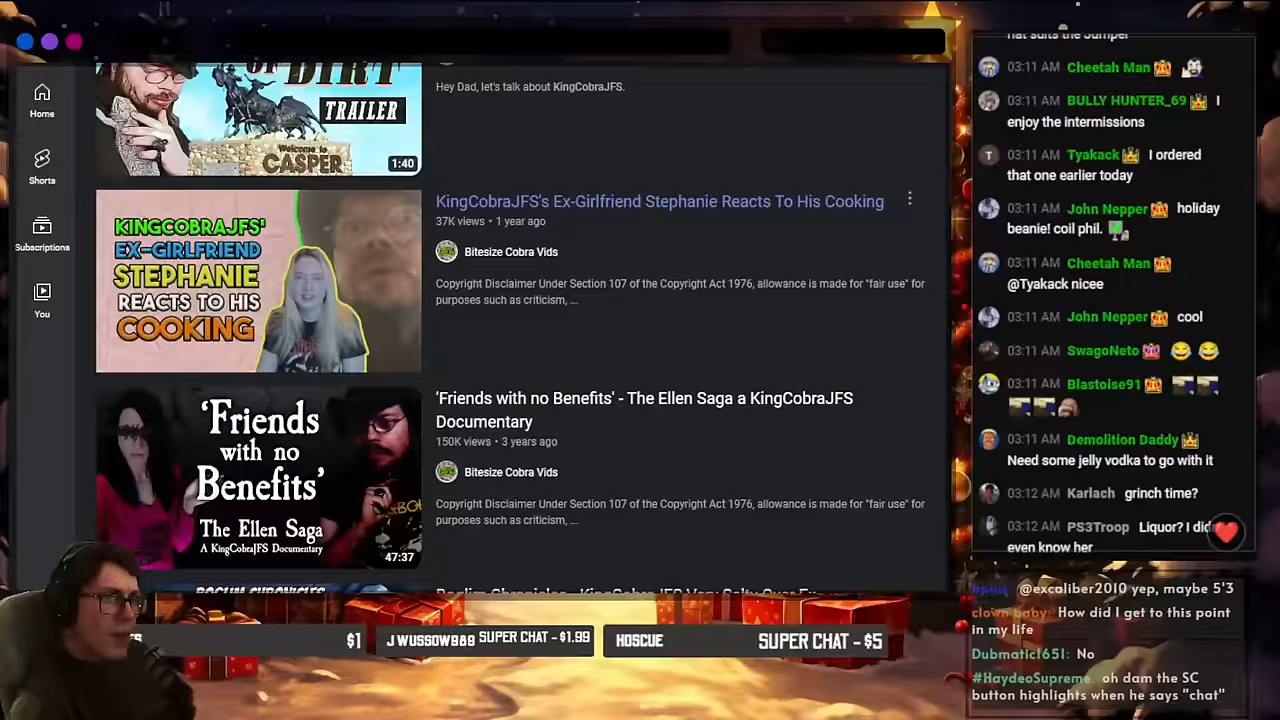 OF DIRT
TRAILER
Welcome to
CASPER
1:40
Hey Dad, let's talk about KingCobraJFS.
Home
Shorts
Subscriptions
You
KINGCOBRAJFS'
EX-GIRLFRIEND
STEPHANIE
REACTS TO HIS
COOKING
KingCobraJFS's Ex-Girlfriend Stephanie Reacts To His Cooking
37K views • 1 year ago
Bitesize Cobra Vids
Copyright Disclaimer Under Section 107 of the Copyright Act 1976, allowance is made for "fair use" for
purposes such as criticism, ...
'Friends
with no
Benefits'
The Ellen Saga
A KingCobraJFS Documentary
47:37
'Friends with no Benefits' - The Ellen Saga a KingCobraJFS
Documentary
150K views • 3 years ago
Bitesize Cobra Vids
Copyright Disclaimer Under Section 107 of the Copyright Act 1976, allowance is made for "fair use" for
purposes such as criticism, ...
$1
JWUSSOW888 SUPER CHAT - $1.99
HOSCUE SUPER CHAT - $5
hat suits the Jumper
03:11 AM Cheetah Man
03:11 AM BULLY HUNTER_69 I
enjoy the intermissions
03:11 AM Tyakack I ordered
that one earlier today
03:11 AM John Nepper holiday
beanie! coil phil.
03:11 AM Cheetah Man
@Tyakack nicee
03:11 AM John Nepper cool
03:11 AM SwagoNeto
03:11 AM Blastoise91
03:11 AM Demolition Daddy
Need some jelly vodka to go with it
03:12 AM Karlach grinch time?
03:12 AM PS3Troop Liquor? I did
even know her
@excaliber2010 yep, maybe 5'3
clown baby: How did I get to this point
in my life
Dubmatic1651: No
#HaydeoSupreme: oh dam the SC
button highlights when he says "chat"